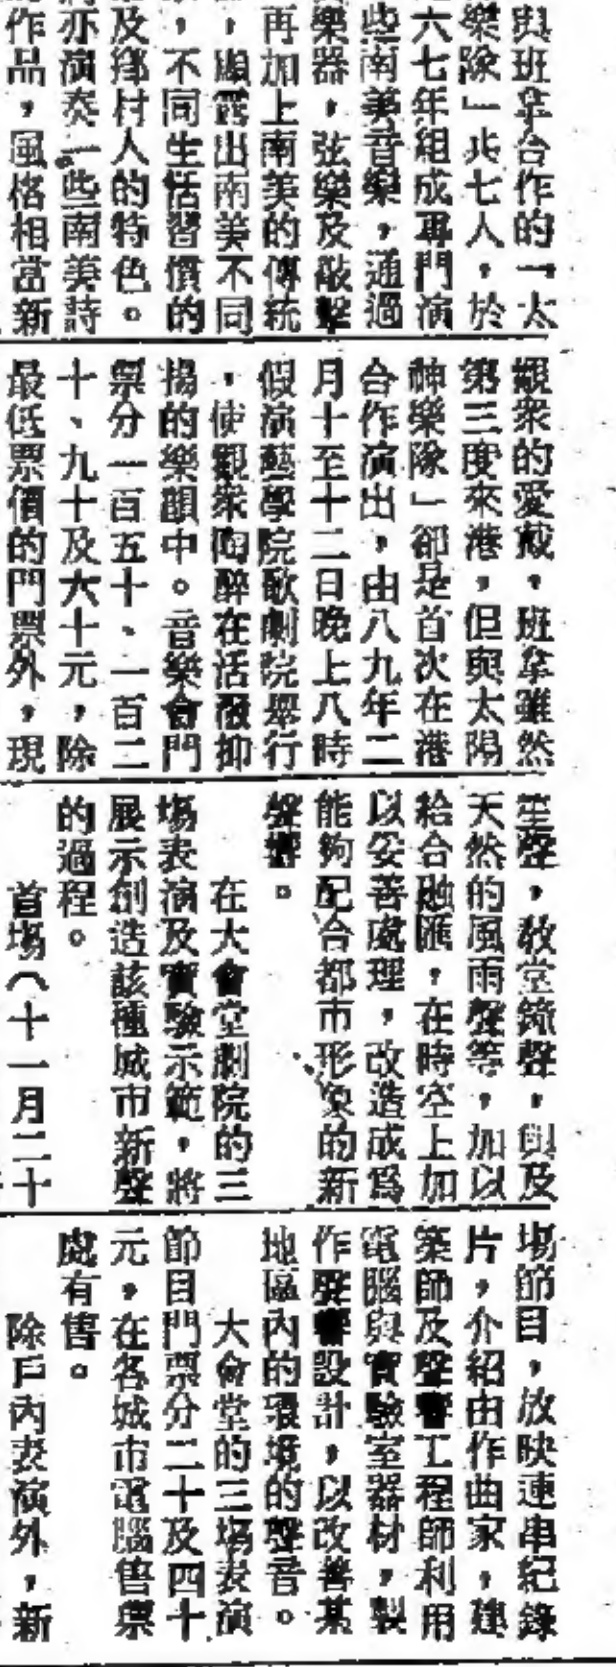 與班拿合作的「太
樂隊」共七人，於
六七年組成專門演
些南美音樂，通過
樂器，弦樂及敲擊
再加上南美的傳統
，顯露出南美不同
，不同生活習慣的
及鄉村人的特色。
亦演奏一些南美詩
作品，風格相當新
觀衆的愛戴，班拿雖然
第三度來港，但與太陽
神樂隊」卻是首次在港
合作演出，由八九年二
月十至十二日晚上八時
假演藝學院歌劇院舉行
，使觀衆陶醉在活潑抑
揚的樂韻中。音樂會門
票分一百五十、一百二
十、九十及六十元，除
最低票價的門票外，現
笙聲，教堂鐘聲，與及
天然的風雨聲等，加以
給合融匯，在時空上加
以妥善處理，改造成爲
能夠配合都市形象的新
聲響。
在大會堂劇院的三
場表演及實驗示範，將
展示創造該種城市新聲
的過程。
首場（十一月二十
場節目，放映連串紀錄
片，介紹由作曲家，建
築師及聲響工程師利用
電腦與實驗室器材，製
作聲響設計，以改善某
地區內的環境的聲音。
大會堂的三場表演
節目門票分二十及四十
元，在各城市電腦售票
處有售。
除戶內表演外，新